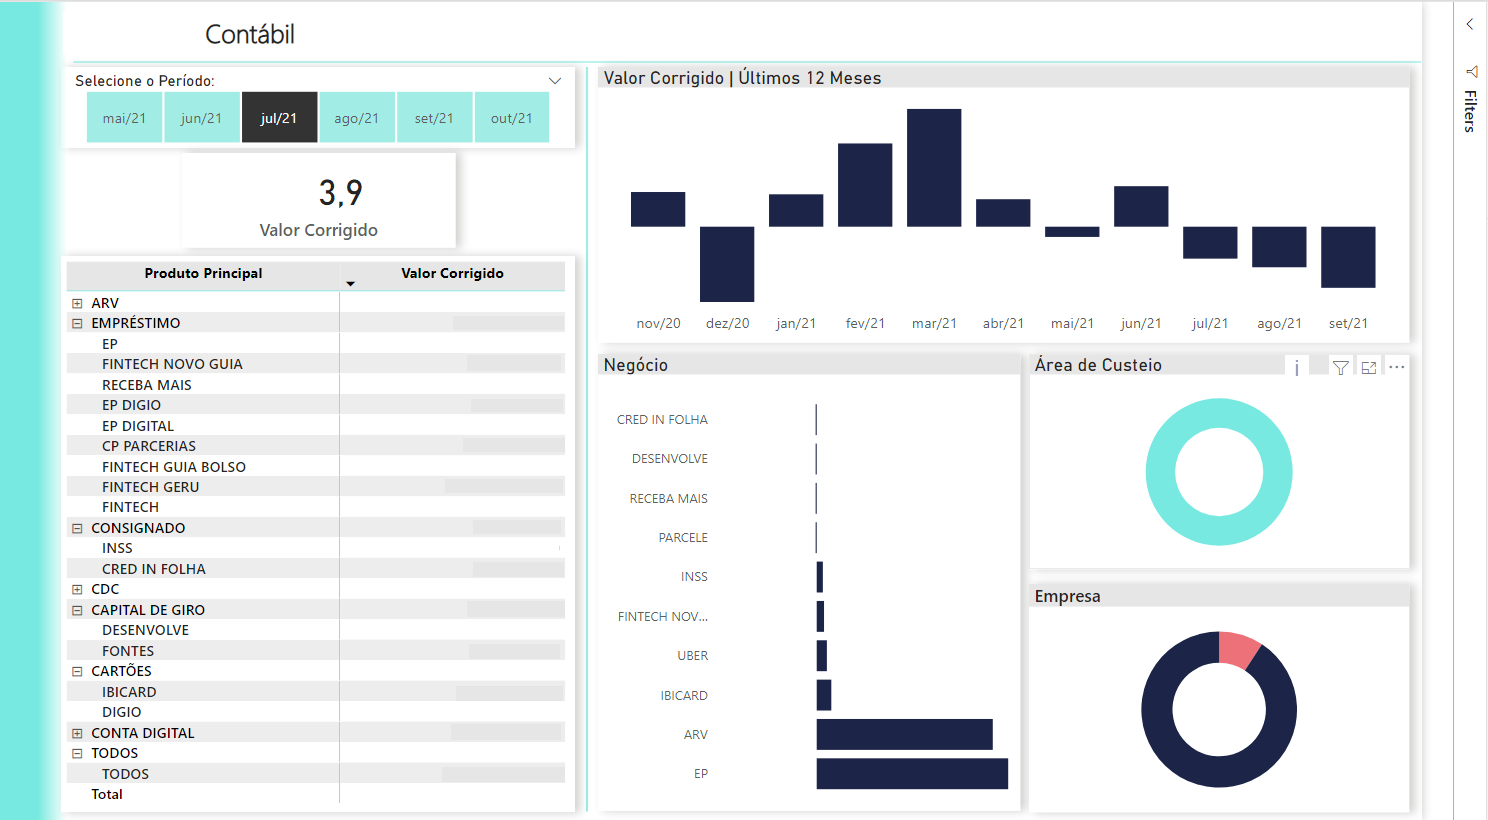 Contábil
Selecione o Período:
mai/21 jun/21 jul/21 ago/21 set/21 out/21
3,9
Valor Corrigido
Produto Principal Valor Corrigido
ARV
EMPRÉSTIMO
EP
FINTECH NOVO GUIA
RECEBA MAIS
EP DIGIO
EP DIGITAL
CP PARCERIAS
FINTECH GUIA BOLSO
FINTECH GERU
FINTECH
CONSIGNADO
INSS
CRED IN FOLHA
CDC
CAPITAL DE GIRO
DESENVOLVE
FONTES
CARTÕES
IBICARD
DIGIO
CONTA DIGITAL
TODOS
TODOS
Total
Valor Corrigido | Últimos 12 Meses
nov/20 dez/20 jan/21 fev/21 mar/21 abr/21 mai/21 jun/21 jul/21 ago/21 set/21
Negócio
CRED IN FOLHA
DESENVOLVE
RECEBA MAIS
PARCELE
INSS
FINTECH NOV...
UBER
IBICARD
ARV
EP
Área de Custeio
Empresa
Filters